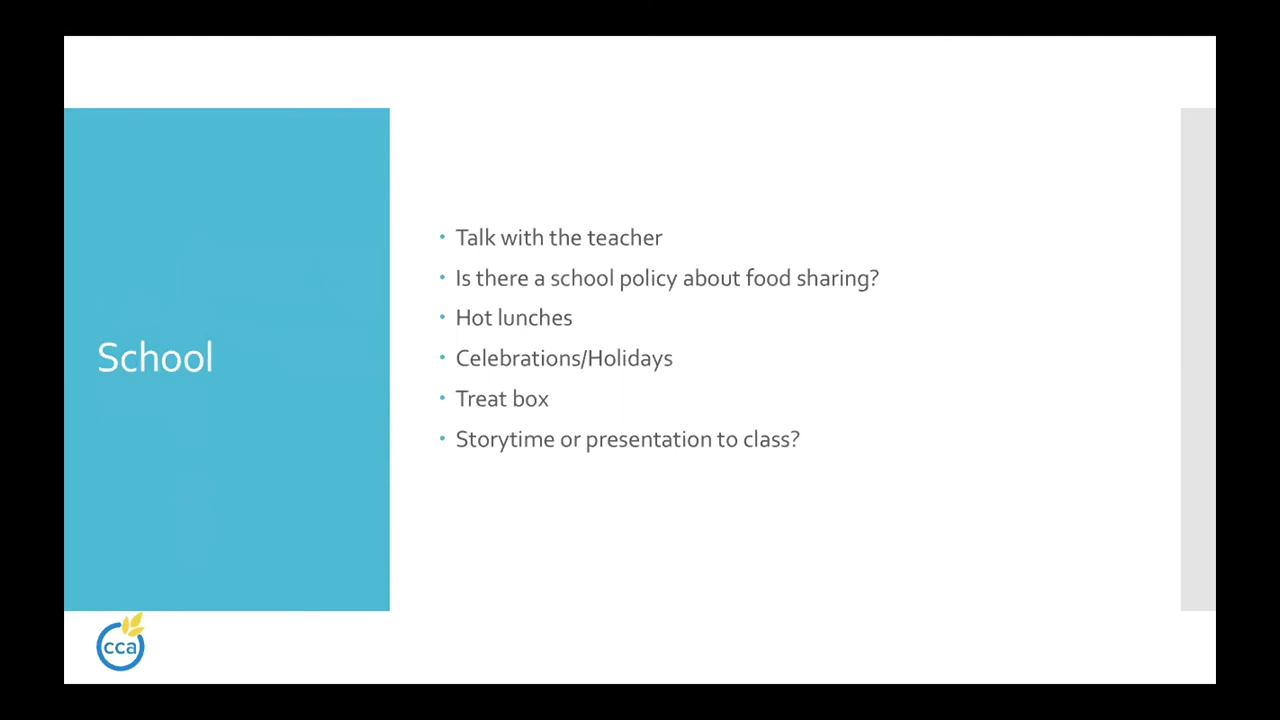 School
Talk with the teacher
Is there a school policy about food sharing?
Hot lunches
Celebrations/Holidays
Treat box
Storytime or presentation to class?
cca